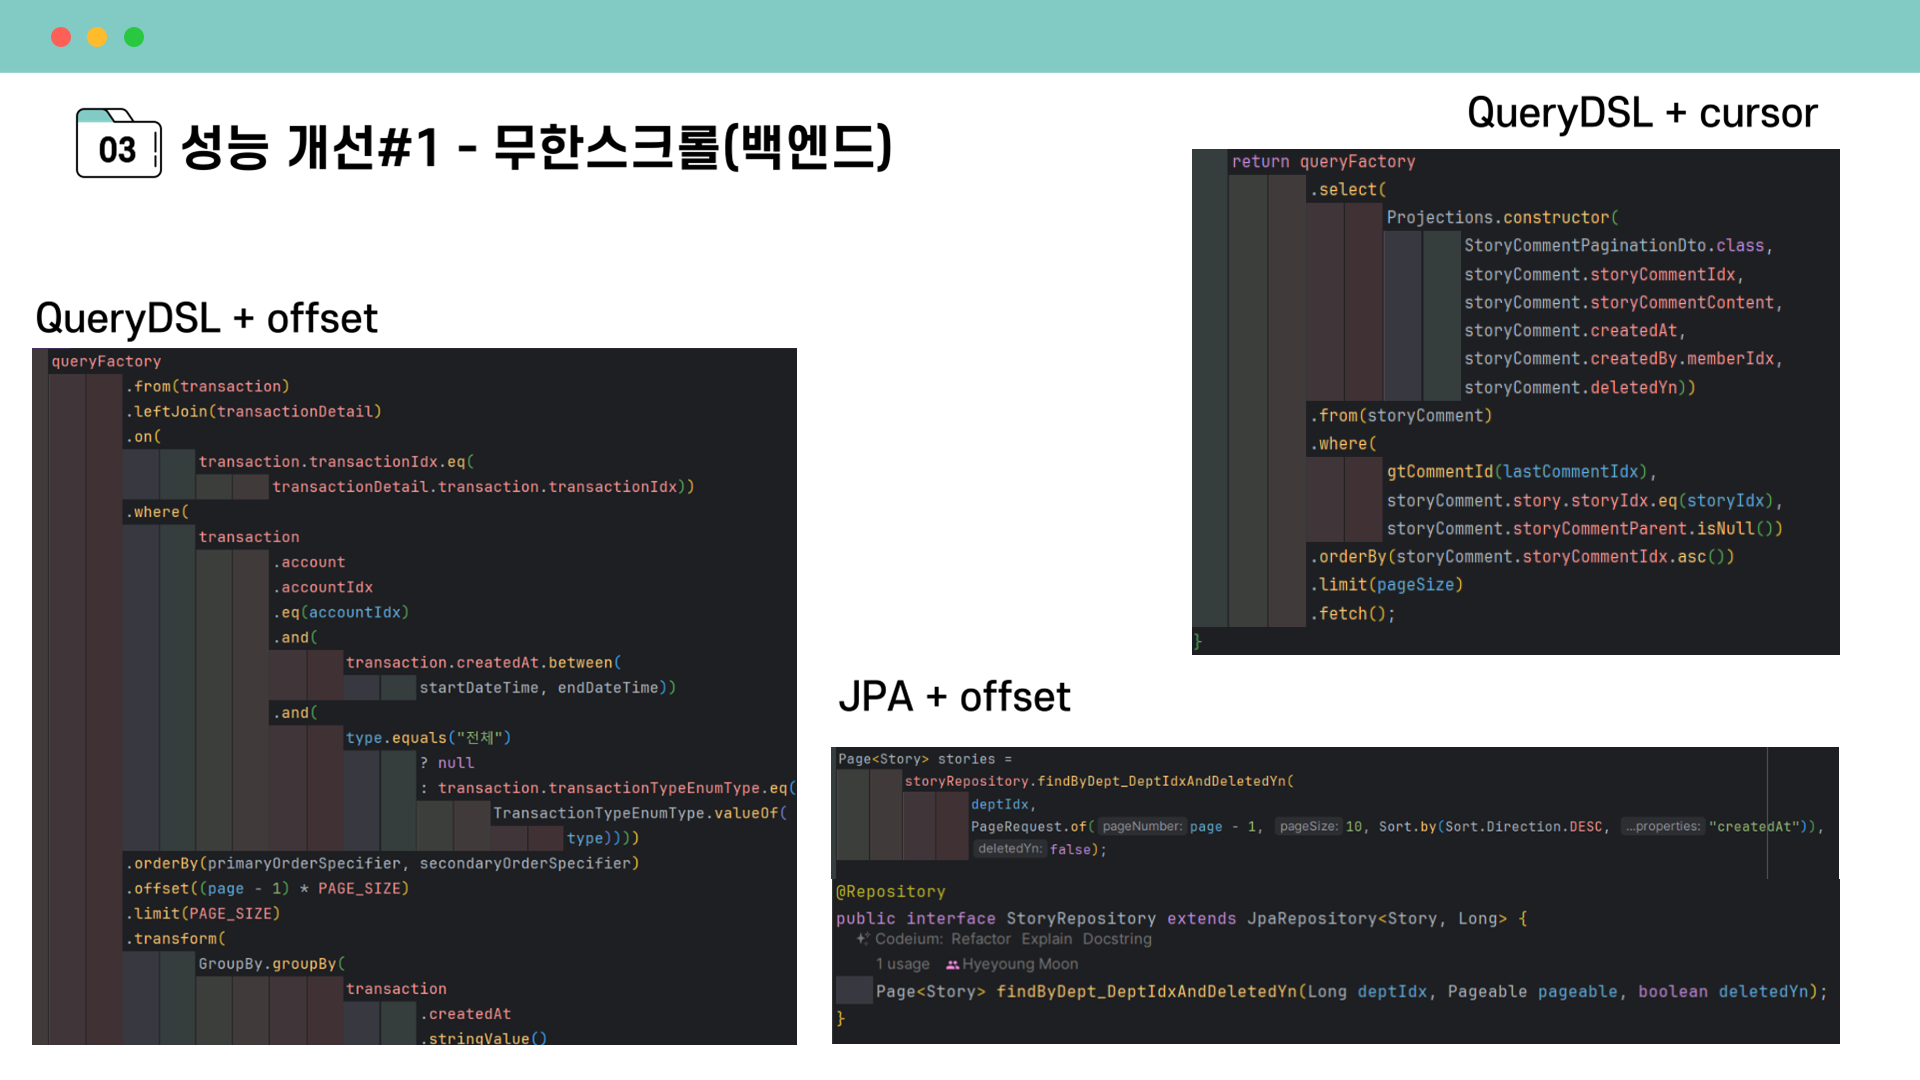 03 성능 개선#1 - 무한스크롤(백엔드)
QueryDSL + offset
queryFactory
.from(transaction)
.leftJoin(transactionDetail)
.on(
transaction.transactionIdx.eq(
transactionDetail.transaction.transactionIdx))
.where(
transaction
.account
.accountIdx
.eq(accountIdx)
.and(
transaction.createdAt.between(
startDateTime, endDateTime))
.and(
type.equals("전체")
? null
: transaction.transactionTypeEnumType.eq(
TransactionTypeEnumType.valueOf(
type))))
.orderBy(primaryOrderSpecifier, secondaryOrderSpecifier)
.offset((page - 1) * PAGE_SIZE)
.limit(PAGE_SIZE)
.transform(
GroupBy.groupBy(
transaction
.createdAt
.stringValue()
QueryDSL + cursor
return queryFactory
.select(
Projections.constructor(
StoryCommentPaginationDto.class,
storyComment.storyCommentIdx,
storyComment.storyCommentContent,
storyComment.createdAt,
storyComment.createdBy.memberIdx,
storyComment.deletedYn))
.from(storyComment)
.where(
gtCommentId(lastCommentIdx),
storyComment.story.storyIdx.eq(storyIdx),
storyComment.storyCommentParent.isNull())
.orderBy(storyComment.storyCommentIdx.asc())
.limit(pageSize)
.fetch();
}
JPA + offset
Page<Story> stories =
storyRepository.findByDept_DeptIdxAndDeletedYn(
deptIdx,
PageRequest.of( pageNumber: page - 1, pageSize: 10, Sort.by(Sort.Direction.DESC, ...properties: "createdAt")),
deletedYn: false);
@Repository
public interface StoryRepository extends JpaRepository<Story, Long> {
Codeium: Refactor Explain Docstring
1 usage Hyeyoung Moon
Page<Story> findByDept_DeptIdxAndDeletedYn(Long deptIdx, Pageable pageable, boolean deletedYn);
}